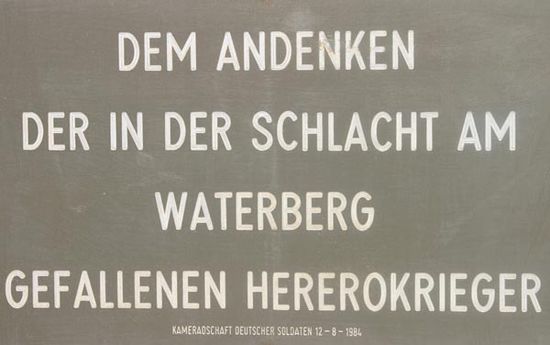 DEM ANDENKEN
DER IN DER SCHLACHT AM
WATERBERG
GEFALLENEN HEREROKRIEGER
KAMERADSCHAFT DEUTSCHER SOLDATEN 12-8-1984